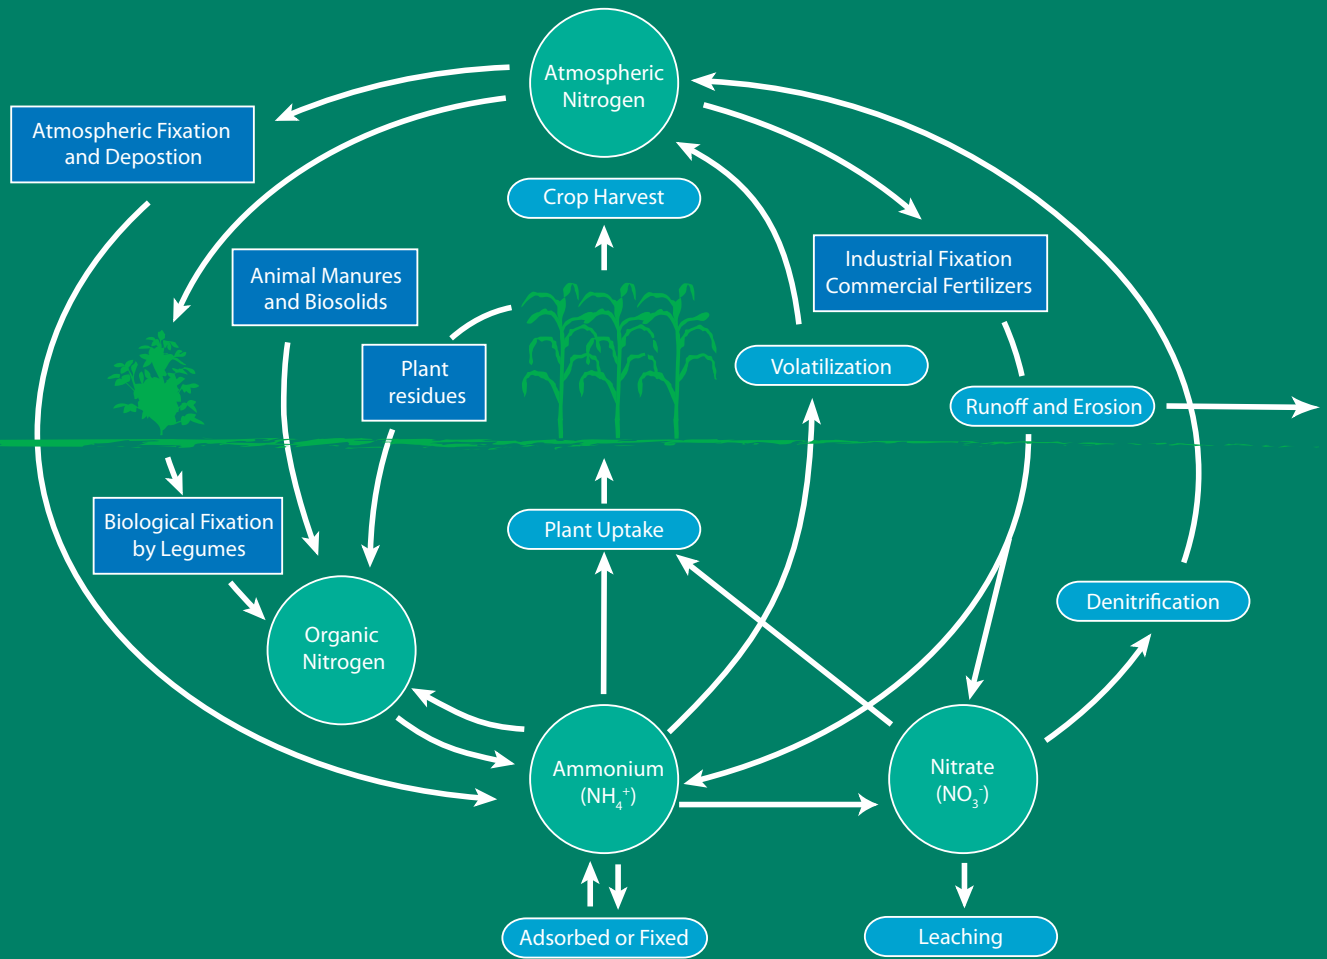 Atmospheric
Nitrogen
Atmospheric Fixation
and Depostion
Crop Harvest
Animal Manures
and Biosolids
Industrial Fixation
Commercial Fertilizers
Plant
residues
Volatilization
Runoff and Erosion
Biological Fixation
by Legumes
Plant Uptake
Denitrification
Organic
Nitrogen
Ammonium
(NH₄⁺)
Nitrate
(NO₃⁻)
Adsorbed or Fixed
Leaching